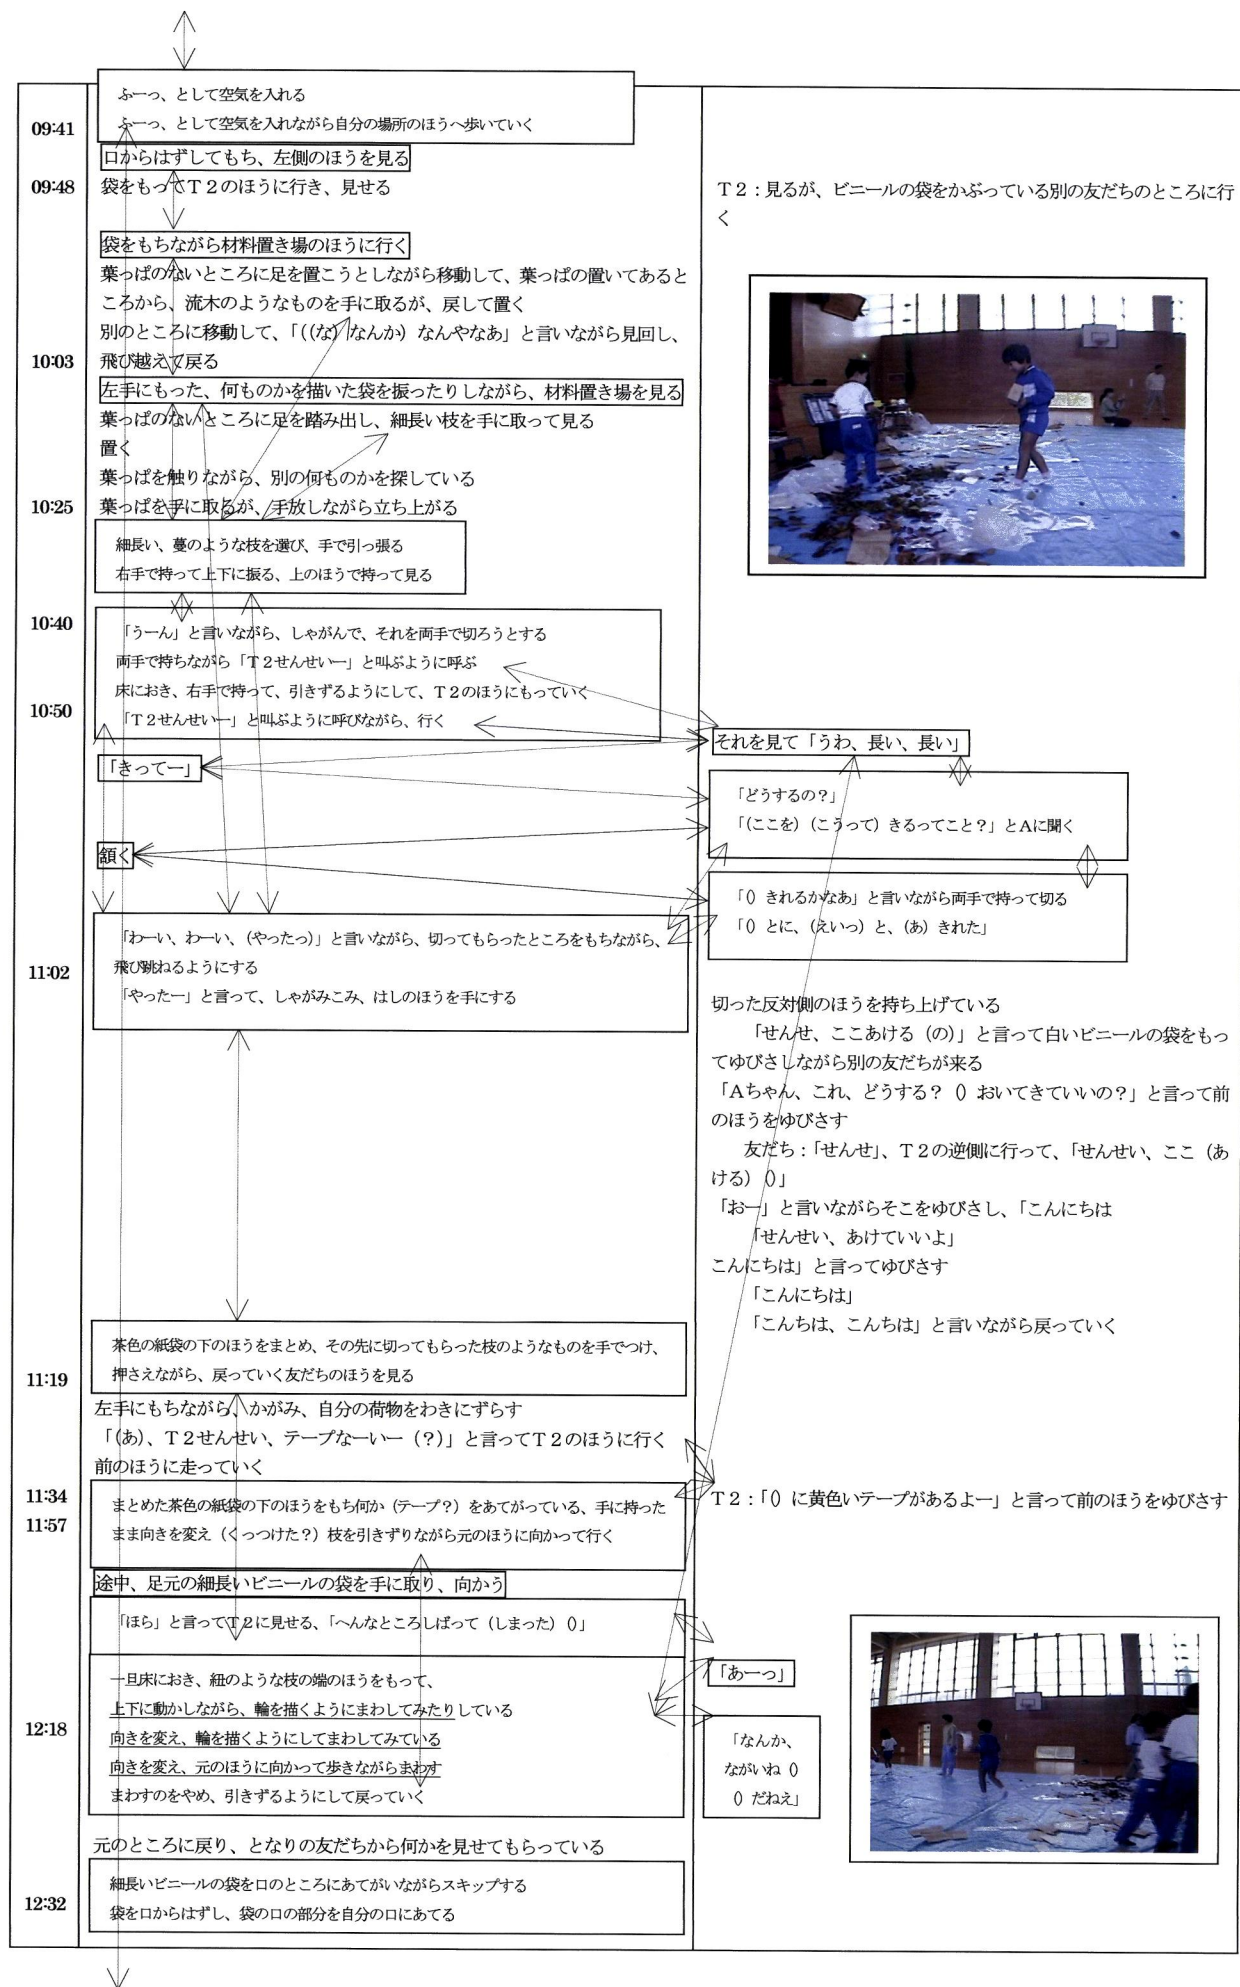 ふーっ、として空気を入れる
09:41
ふーっ、として空気を入れながら自分の場所のほうへ歩いていく
口からはずしてもち、左側のほうを見る
09:48
袋をもってT2のほうに行き、見せる
T2：見るが、ビニールの袋をかぶっている別の友だちのところに行
く
袋をもちながら材料置き場のほうに行く
葉っぱのないところに足を置こうとしながら移動して、葉っぱの置いてあると
ころから、流木のようなものを手に取るが、戻して置く
別のところに移動して、「((な)/なんか）なんやなあ」と言いながら見回し、
10:03
飛び越えて戻る
左手にもった、何ものかを描いた袋を振ったりしながら、材料置き場を見る
葉っぱのないところに足を踏み出し、細長い枝を手に取って見る
置く
葉っぱを触りながら、別の何ものかを探している
10:25
葉っぱを手に取るが、手放しながら立ち上がる
細長い、蔓のような枝を選び、手で引っ張る
右手で持って上下に振る、上のほうで持って見る
10:40
「うーん」と言いながら、しゃがんで、それを両手で切ろうとする
両手で持ちながら「T2せんせいー」と叫ぶように呼ぶ
床におき、右手で持って、引きずるようにして、T2のほうにもっていく
10:50
「T2せんせいー」と叫ぶように呼びながら、行く
それを見て「うわ、長い、長い」
「きってー」
「どうするの？」
「（ここを）（こうって）きるってこと？」とAに聞く
頷く
「() きれるかなあ」と言いながら両手で持って切る
「() とに、（えいっ）と、（あ）きれた」
「わーい、わーい、（やったっ）」と言いながら、切ってもらったところをもちながら、
11:02
飛び跳ねるようにする
「やったー」と言って、しゃがみこみ、はしのほうを手にする
切った反対側のほうを持ち上げている
「せんせ、ここあける（の）」と言って白いビニールの袋をもっ
てゆびさしながら別の友だちが来る
「Aちゃん、これ、どうする？ () おいてきていいの？」と言って前
のほうをゆびさす
友だち：「せんせ」、T2の逆側に行って、「せんせい、ここ（あ
ける）()」
「おー」と言いながらそこをゆびさし、「こんにちは
「せんせい、あけていいよ」
こんにちは」と言ってゆびさす
「こんにちは」
「こんちは、こんちは」と言いながら戻っていく
茶色の紙袋の下のほうをまとめ、その先に切ってもらった枝のようなものを手でつけ、
11:19
押さえながら、戻っていく友だちのほうを見る
左手にもちながら、かがみ、自分の荷物をわきにずらす
「（あ）、T2せんせい、テープなーいー（？）」と言ってT2のほうに行く
前のほうに走っていく
11:34
まとめた茶色の紙袋の下のほうをもち何か（テープ？）をあてがっている、手に持った
T2：「() に黄色いテープがあるよー」と言って前のほうをゆびさす
11:57
まま向きを変え（くっつけた？）枝を引きずりながら元のほうに向かって行く
途中、足元の細長いビニールの袋を手に取り、向かう
「ほら」と言ってT2に見せる、「へんなところしばって（しまった）()」
「あーっ」
一旦床におき、紐のような枝の端のほうをもって、
上下に動かしながら、輪を描くようにまわしてみたりしている
12:18
向きを変え、輪を描くようにしてまわしてみている
向きを変え、元のほうに向かって歩きながらまわす
まわすのをやめ、引きずるようにして戻っていく
「なんか、
ながいね ()
() だねえ」
元のところに戻り、となりの友だちから何かを見せてもらっている
細長いビニールの袋を口のところにあてがいながらスキップする
12:32
袋を口からはずし、袋の口の部分を自分の口にあてる